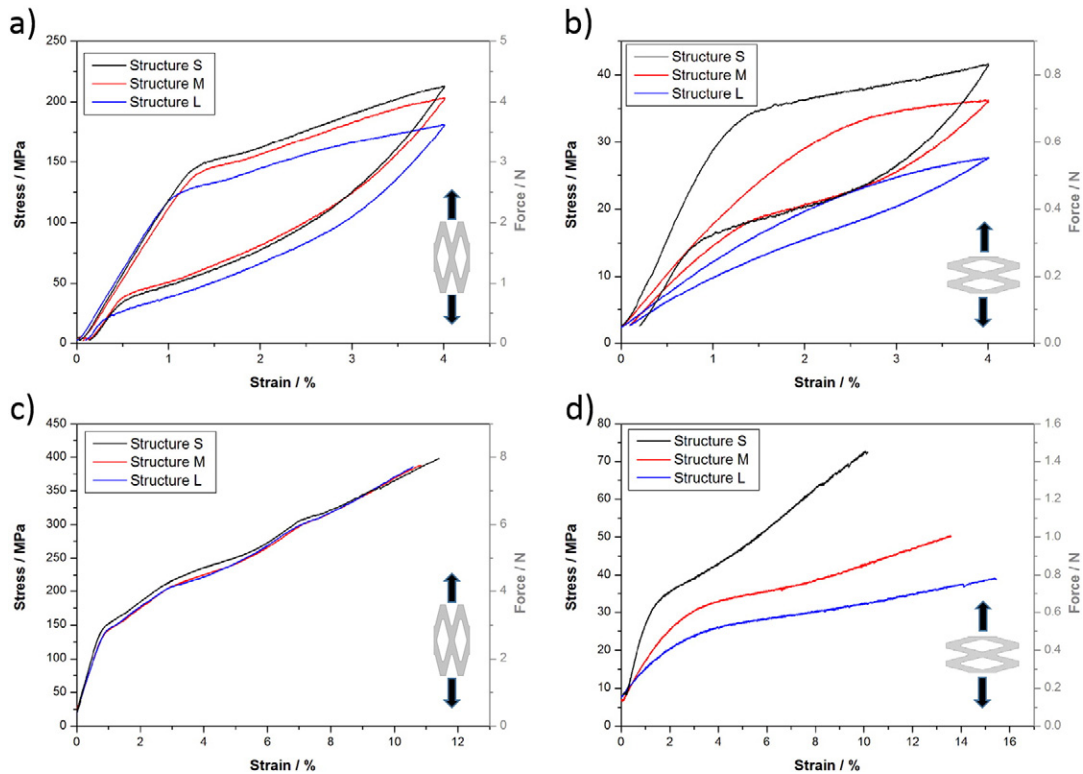 a)
250
200
150
100
50
0
Stress / MPa
Structure S
Structure M
Structure L
5
4
3
2
1
0
Force / N
0 1 2 3 4
Strain / %
b)
40
30
20
10
0
Stress / MPa
Structure S
Structure M
Structure L
0.8
0.6
0.4
0.2
0.0
Force / N
0 1 2 3 4
Strain / %
c)
450
400
350
300
250
200
150
100
50
0
Stress / MPa
Structure S
Structure M
Structure L
8
6
4
2
0
Force / N
0 2 4 6 8 10 12
Strain / %
d)
80
70
60
50
40
30
20
10
0
Stress / MPa
Structure S
Structure M
Structure L
1.6
1.4
1.2
1.0
0.8
0.6
0.4
0.2
0.0
Force / N
0 2 4 6 8 10 12 14 16
Strain / %